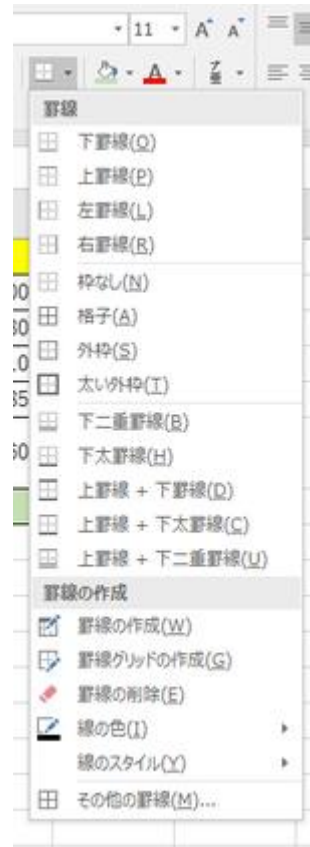 11 A A
ア
亜
罫線
下罫線(O)
上罫線(P)
左罫線(L)
右罫線(R)
枠なし(N)
格子(A)
外枠(S)
太い外枠(T)
下二重罫線(B)
下太罫線(H)
上罫線 + 下罫線(D)
上罫線 + 下太罫線(C)
上罫線 + 下二重罫線(U)
罫線の作成
罫線の作成(W)
罫線グリッドの作成(G)
罫線の削除(E)
線の色(I)
線のスタイル(Y)
その他の罫線(M)...